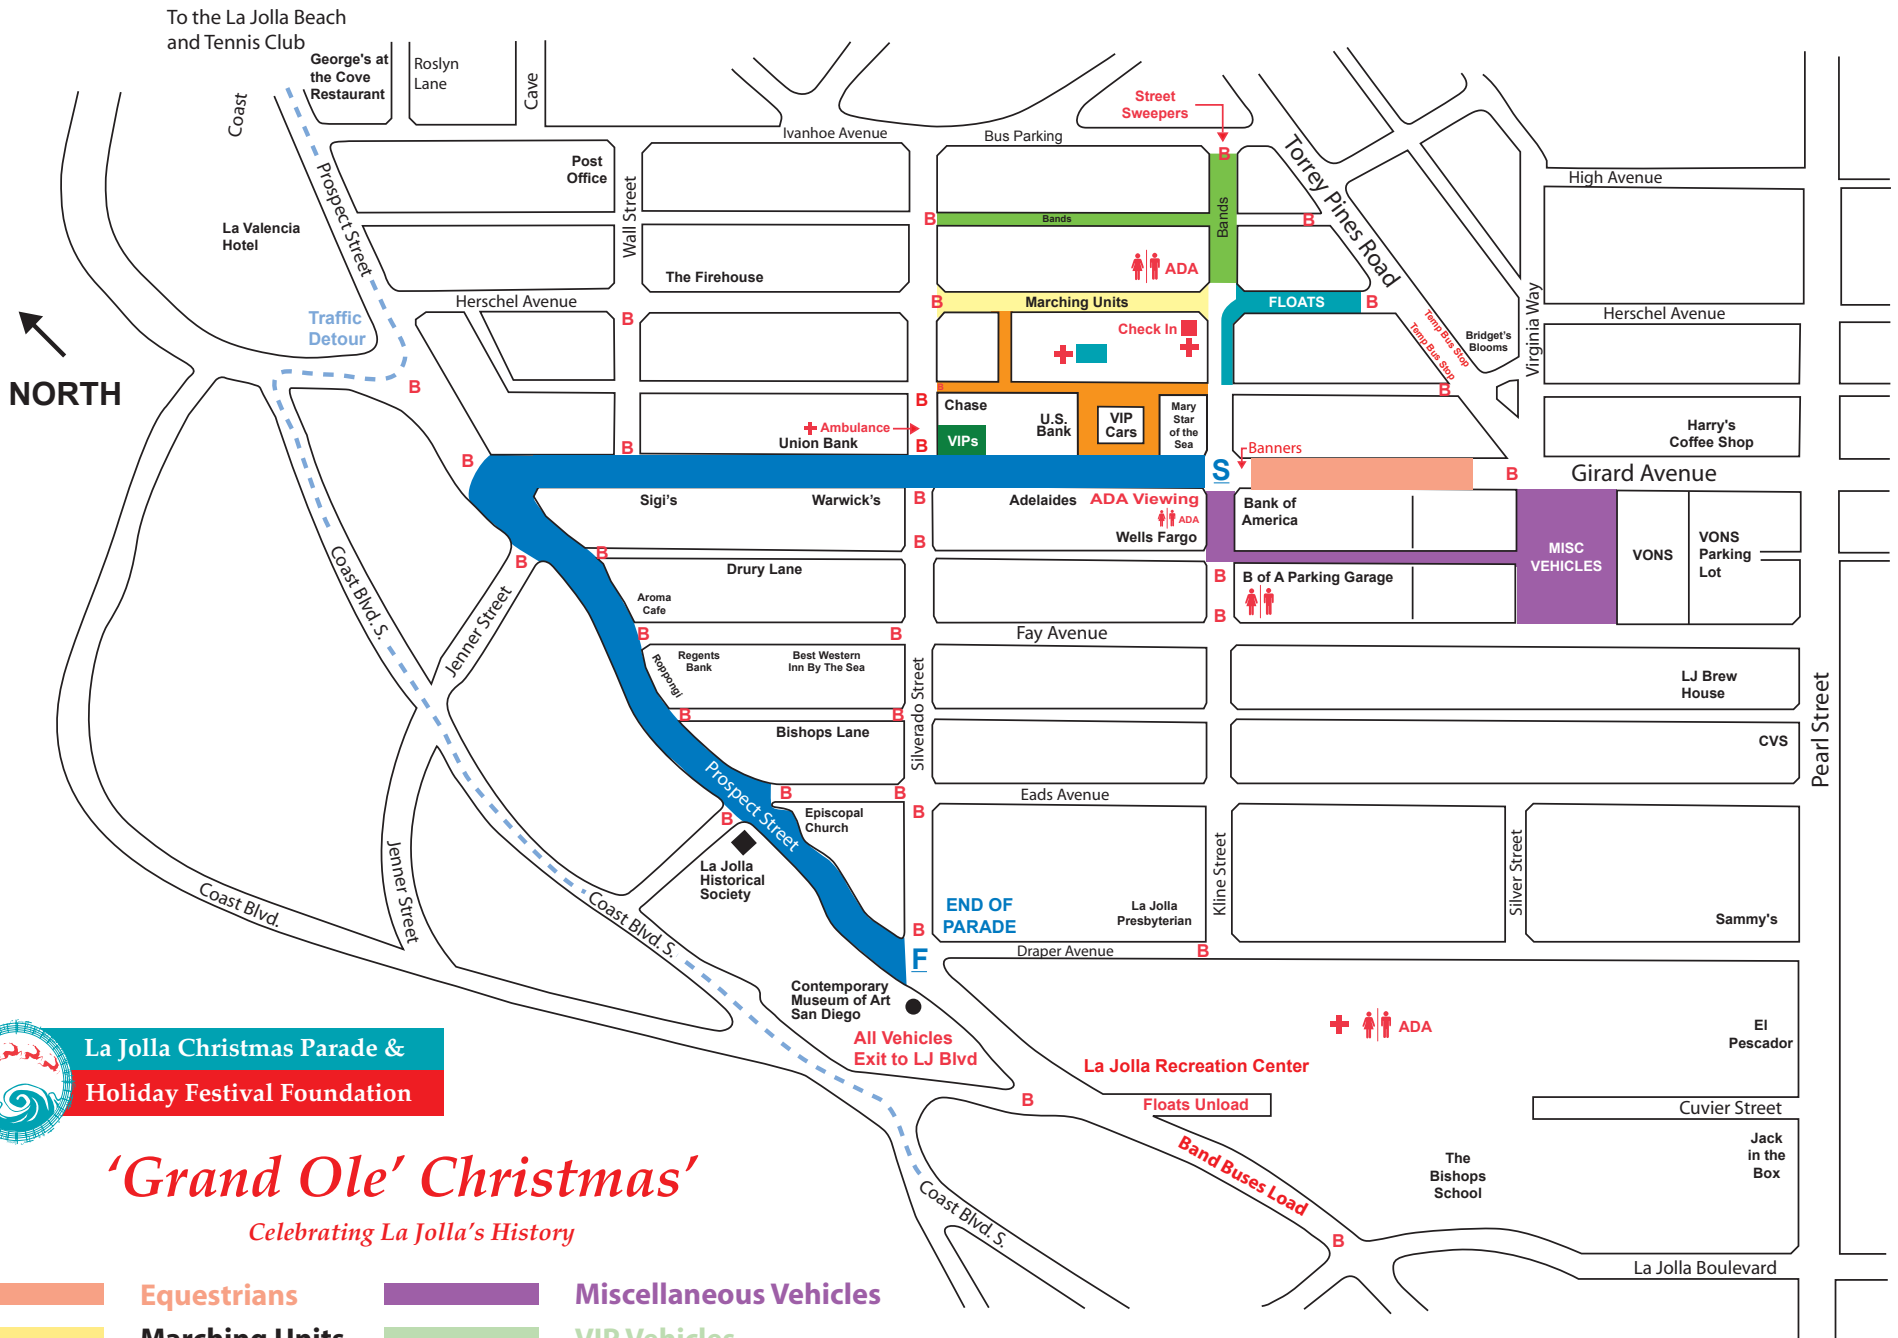 To the La Jolla Beach
and Tennis Club
George's at
the Cove
Restaurant
Roslyn
Lane
Cave
Coast
Street
Sweepers
Ivanhoe Avenue
Bus Parking
B
Torrey Pines Road
High Avenue
Post
Office
Prospect Street
Wall Street
La Valencia
Hotel
B
Bands
Bands
B
The Firehouse
ADA
Herschel Avenue
B
Marching Units
FLOATS
B
Virginia Way
Herschel Avenue
Traffic
Detour
B
Check In
Temp Bus Stop
Temp Bus Stop
Bridget's
Blooms
NORTH
B
B
B
B
Chase
VIPs
U.S.
Bank
VIP
Cars
Mary
Star
of the
Sea
Ambulance
Union Bank
B
B
Banners
Harry's
Coffee Shop
B
S
B
Girard Avenue
Sigi's
Warwick's
B
Adelaides
ADA Viewing
ADA
Wells Fargo
Bank of
America
MISC
VEHICLES
VONS
VONS
Parking
Lot
B
B
B
Drury Lane
B
B of A Parking Garage
B
Aroma
Cafe
Coast Blvd. S.
Jenner Street
B
B
Fay Avenue
Roppongi
Regents
Bank
Best Western
Inn By The Sea
Silverado Street
LJ Brew
House
Pearl Street
B
B
Bishops Lane
CVS
Prospect Street
B
B
Eads Avenue
B
Episcopal
Church
B
La Jolla
Historical
Society
Jenner Street
Coast Blvd.
Coast Blvd. S.
END OF
PARADE
La Jolla
Presbyterian
Kline Street
Silver Street
Sammy's
B
F
Draper Avenue
B
Contemporary
Museum of Art
San Diego
All Vehicles
Exit to LJ Blvd
ADA
La Jolla Recreation Center
El
Pescador
B
Floats Unload
Cuvier Street
Band Buses Load
The
Bishops
School
Jack
in the
Box
Coast Blvd. S.
B
La Jolla Boulevard
La Jolla Christmas Parade &
Holiday Festival Foundation
‘Grand Ole’ Christmas’
Celebrating La Jolla’s History
Equestrians
Miscellaneous Vehicles
Marching Units
VIP Vehicles